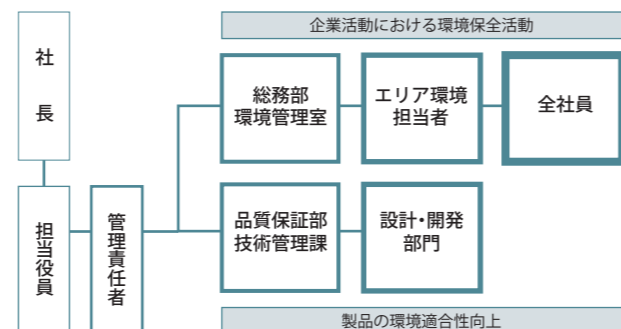 企業活動における環境保全活動
社長
総務部
環境管理室
エリア環境
担当者
全社員
担当役員
管理責任者
品質保証部
技術管理課
設計・開発
部門
製品の環境適合性向上